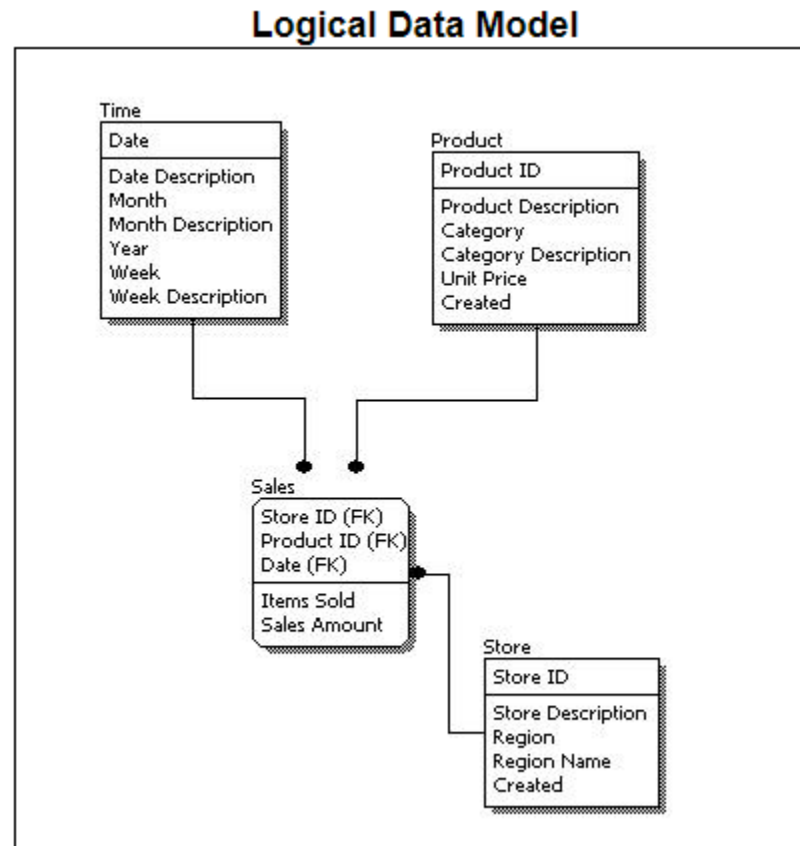 Logical Data Model
Time
Date
Date Description
Month
Month Description
Year
Week
Week Description
Product
Product ID
Product Description
Category
Category Description
Unit Price
Created
Sales
Store ID (FK)
Product ID (FK)
Date (FK)
Items Sold
Sales Amount
Store
Store ID
Store Description
Region
Region Name
Created